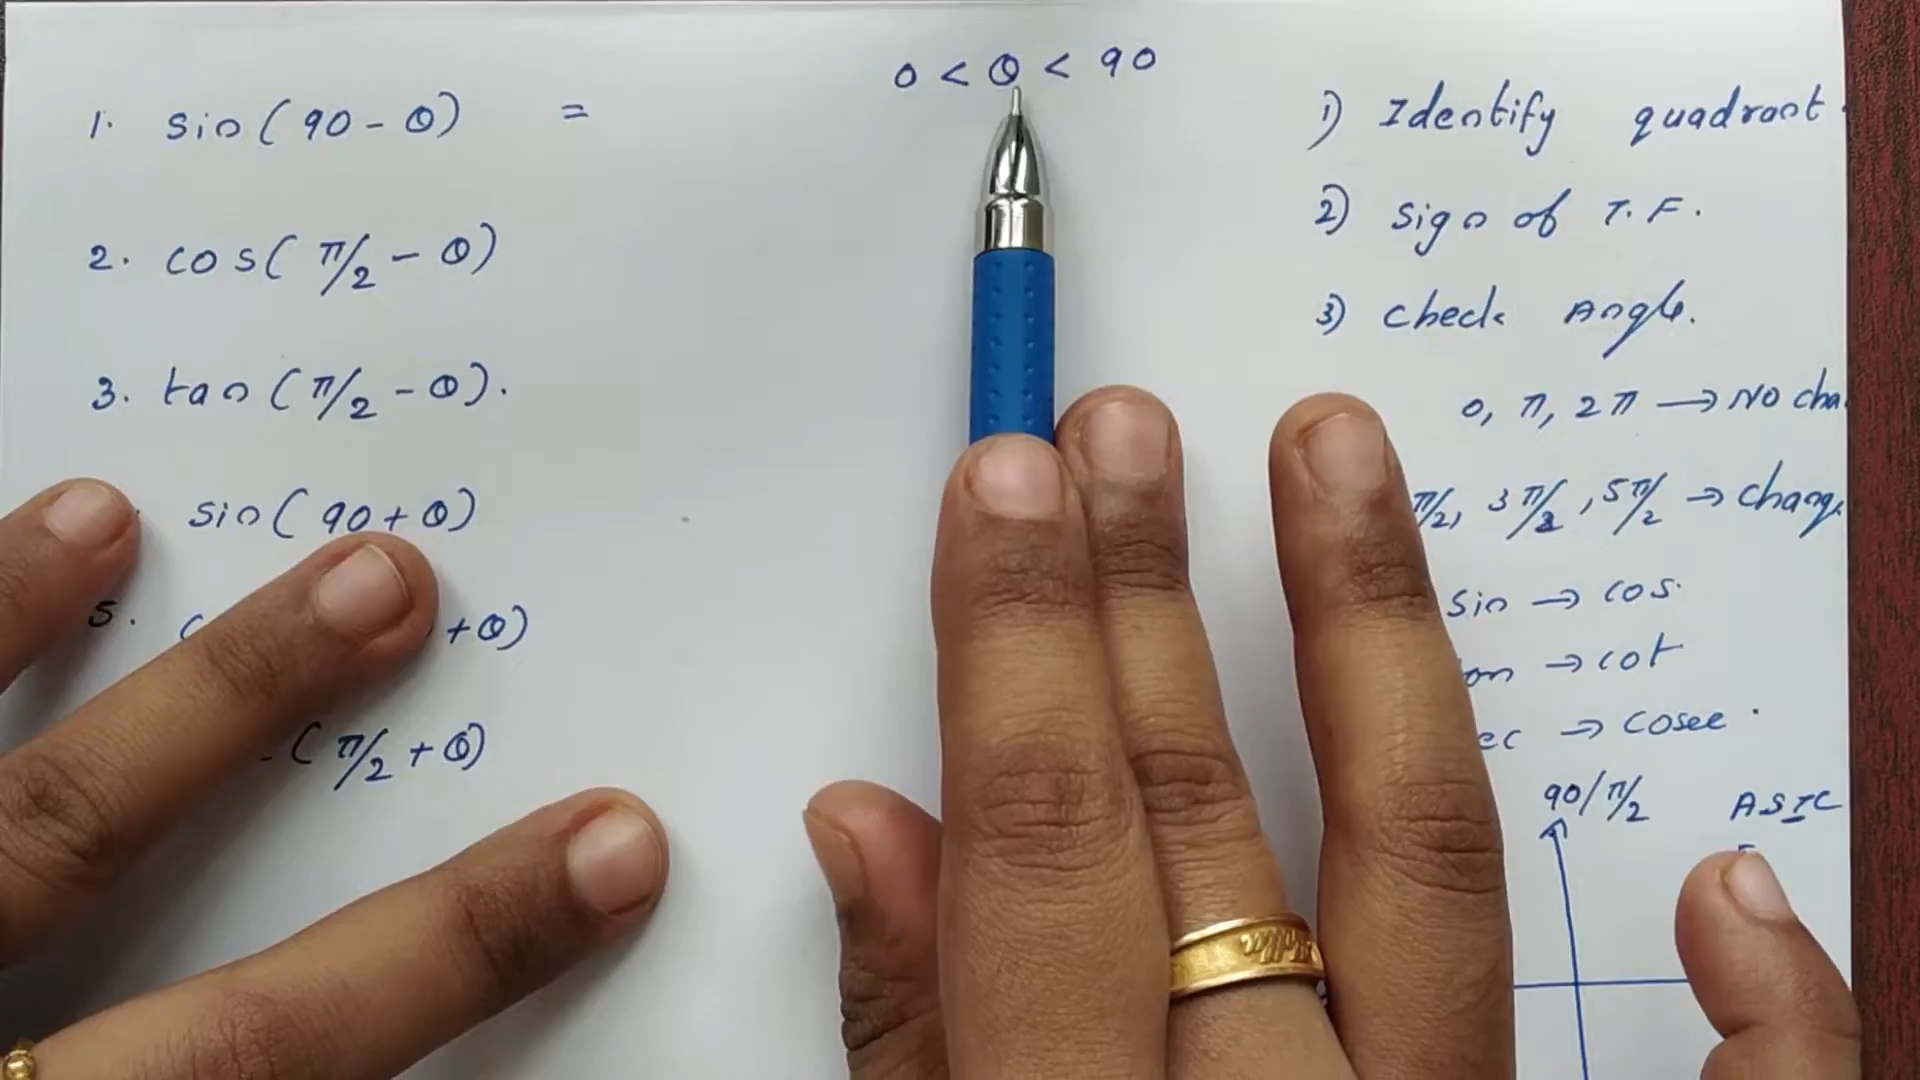 0 < θ < 90
1. sin(90 - θ) =
2. cos(π/2 - θ)
3. tan(π/2 - θ).
sin(90+θ)
5. +θ)
(π/2 + θ)
1) Identify quadrant
2) Sign of T.F.
3) Check Angle.
0, π, 2π → No cha
π/2, 3π/2, 5π/2 → Chang
sin → cos.
→ cot
ec → cosec
90/π/2 ASTC